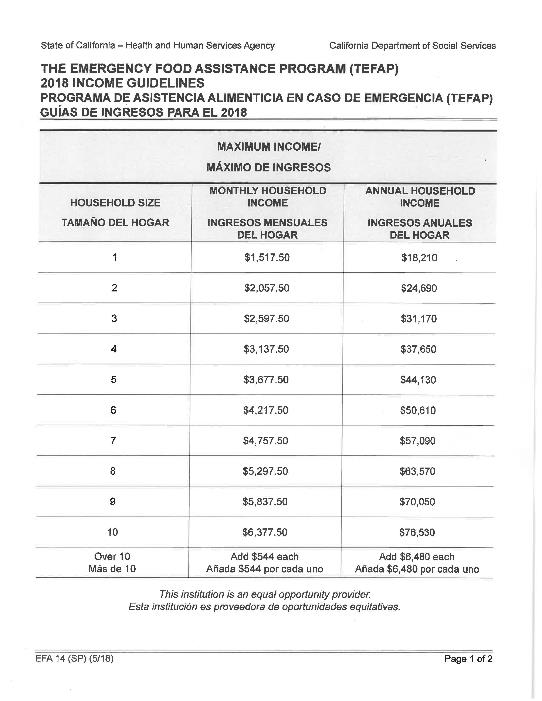 State of California – Health and Human Services Agency California Department of Social Services
THE EMERGENCY FOOD ASSISTANCE PROGRAM (TEFAP)
2018 INCOME GUIDELINES
PROGRAMA DE ASISTENCIA ALIMENTICIA EN CASO DE EMERGENCIA (TEFAP)
GUÍAS DE INGRESOS PARA EL 2018
MAXIMUM INCOME/
MÁXIMO DE INGRESOS
HOUSEHOLD SIZE
TAMAÑO DEL HOGAR
MONTHLY HOUSEHOLD
INCOME
INGRESOS MENSUALES
DEL HOGAR
ANNUAL HOUSEHOLD
INCOME
INGRESOS ANUALES
DEL HOGAR
1 $1,517.50 $18,210
2 $2,057.50 $24,690
3 $2,597.50 $31,170
4 $3,137.50 $37,650
5 $3,677.50 $44,130
6 $4,217.50 $50,610
7 $4,757.50 $57,090
8 $5,297.50 $63,570
9 $5,837.50 $70,050
10 $6,377.50 $76,530
Over 10 Add $544 each Add $6,480 each
Más de 10 Añada $544 por cada uno Añada $6,480 por cada uno
This institution is an equal opportunity provider.
Esta institución es proveedora de oportunidades equitativas.
EFA 14 (SP) (5/18) Page 1 of 2